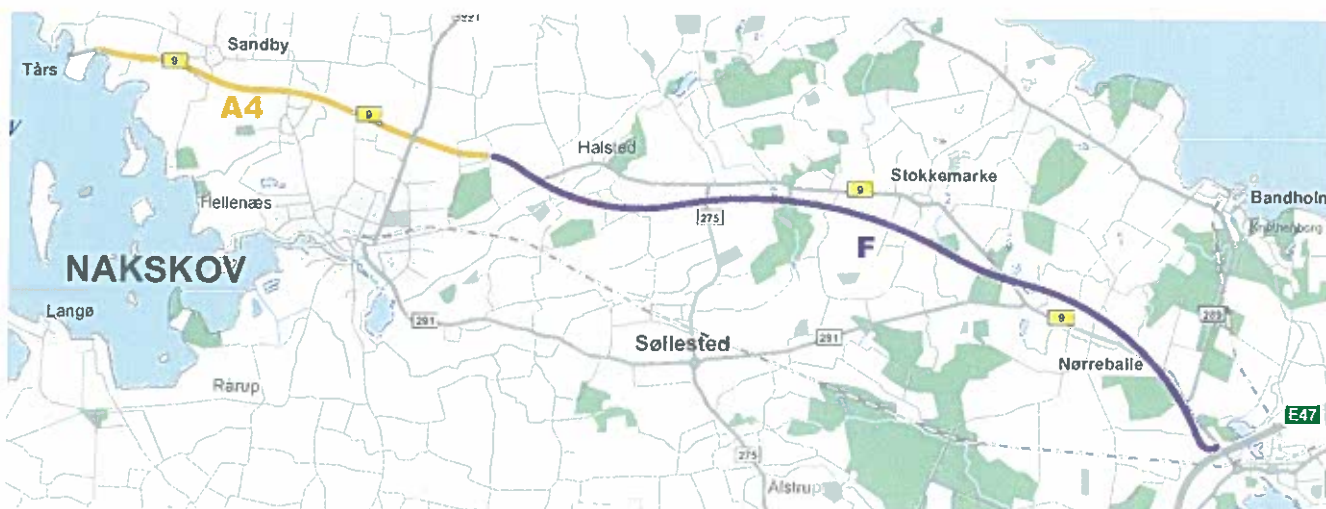 Sandby
9
Tårs
A4
9
Halsted
9
Stokkemarke
Bandholm
Hellenæs
275
F
NAKSKOV
Langø
291
9
289
Søllested
291
Nørreballe
Rårup
E47
275
Alstrup